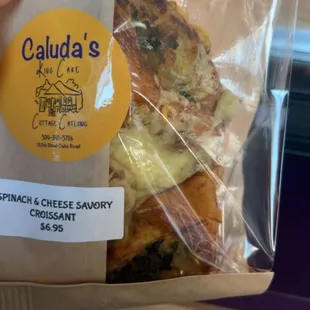 Caluda's
King Cake
Cottage Catering
SPINACH & CHEESE SAVORY
CROISSANT
$6.95